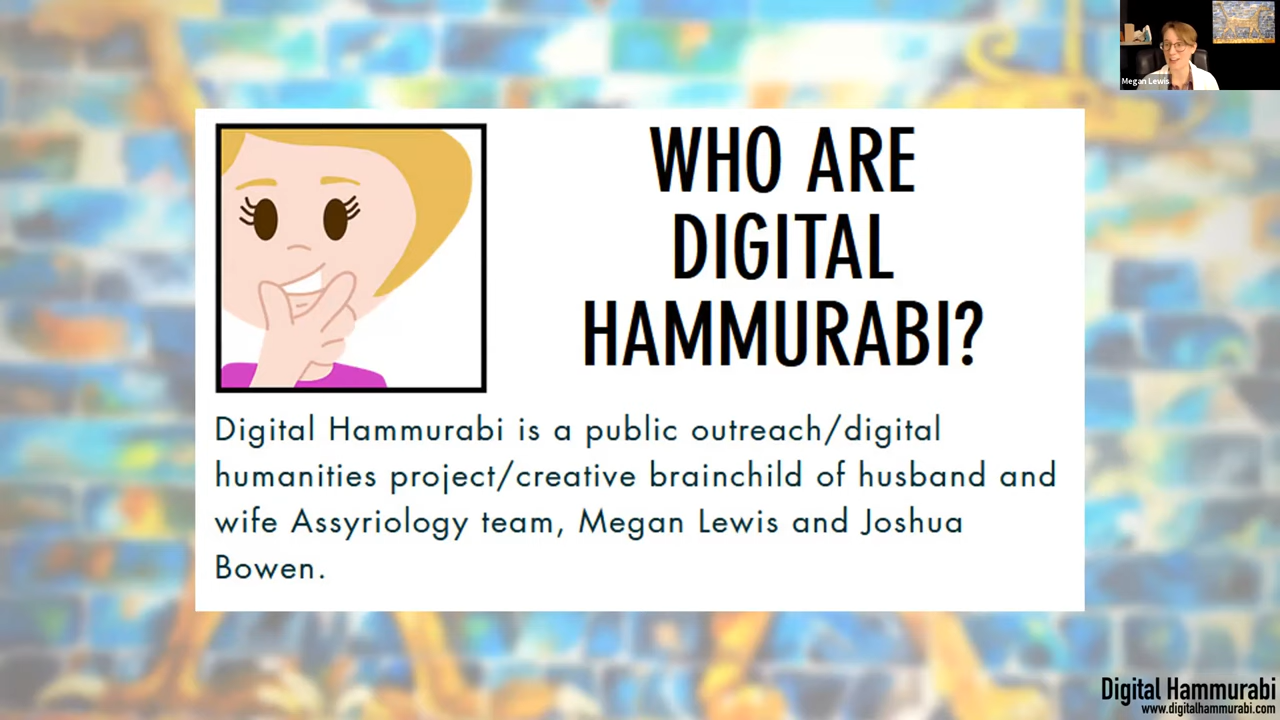 Megan Lewis
WHO ARE
DIGITAL
HAMMURABI?
Digital Hammurabi is a public outreach/digital
humanities project/creative brainchild of husband and
wife Assyriology team, Megan Lewis and Joshua
Bowen.
Digital Hammurabi
www.digitalhammurabi.com